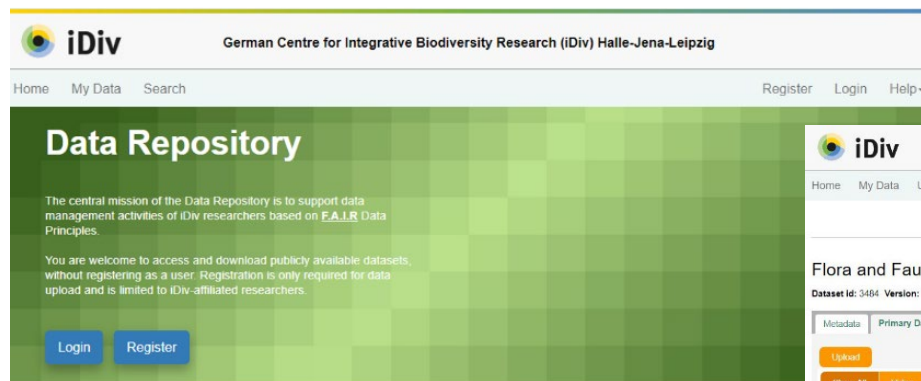 iDiv
German Centre for Integrative Biodiversity Research (iDiv) Halle-Jena-Leipzig
Home My Data Search Register Login Help
Data Repository
The central mission of the Data Repository is to support data
management activities of iDiv researchers based on F.A.I.R Data
Principles.
You are welcome to access and download publicly available datasets,
without registering as a user. Registration is only required for data
upload and is limited to iDiv-affiliated researchers.
Login Register
iDiv
Home My Data
Flora and Fau
Dataset id: 3484 Version:
Metadata Primary D
Upload